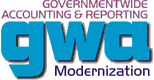 GOVERNMENTWIDE
ACCOUNTING & REPORTING
gwa
Modernization